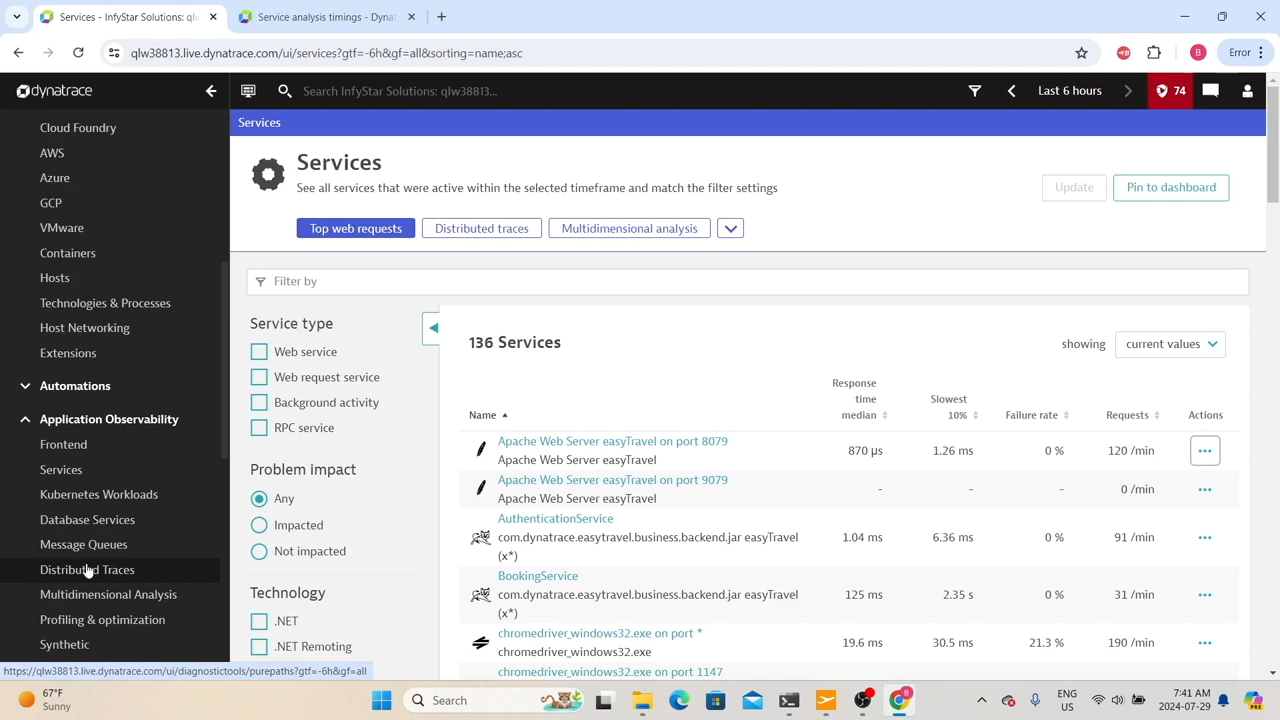 Services - InfyStar Solutions: qlw
Service analysis timings - Dynat
qlw38813.live.dynatrace.com/ui/services?gtf=-6h&gf=all&sorting=name;asc
B
Error
dynatrace
Search InfyStar Solutions: qlw38813...
Last 6 hours
74
Cloud Foundry
AWS
Azure
GCP
VMware
Containers
Hosts
Technologies & Processes
Host Networking
Extensions
Automations
Application Observability
Frontend
Services
Kubernetes Workloads
Database Services
Message Queues
Distributed Traces
Multidimensional Analysis
Profiling & optimization
Synthetic
https://qlw38813.live.dynatrace.com/ui/diagnostictools/purepaths?gtf=-6h&gf=all
Services
Services
See all services that were active within the selected timeframe and match the filter settings
Update
Pin to dashboard
Top web requests
Distributed traces
Multidimensional analysis
Filter by
Service type
Web service
Web request service
Background activity
RPC service
Problem impact
Any
Impacted
Not impacted
Technology
.NET
.NET Remoting
136 Services
showing
current values
Name
Response
time
median
Slowest
10%
Failure rate
Requests
Actions
Apache Web Server easyTravel on port 8079
Apache Web Server easyTravel
870 µs
1.26 ms
0 %
120 /min
Apache Web Server easyTravel on port 9079
Apache Web Server easyTravel
-
-
-
0 /min
AuthenticationService
com.dynatrace.easytravel.business.backend.jar easyTravel
(x*)
1.04 ms
6.36 ms
0 %
91 /min
BookingService
com.dynatrace.easytravel.business.backend.jar easyTravel
(x*)
125 ms
2.35 s
0 %
31 /min
chromedriver_windows32.exe on port *
chromedriver_windows32.exe
19.6 ms
30.5 ms
21.3 %
190 /min
chromedriver_windows32.exe on port 1147
67°F
Sunny
Search
B
ENG
US
7:41 AM
2024-07-29
PRE